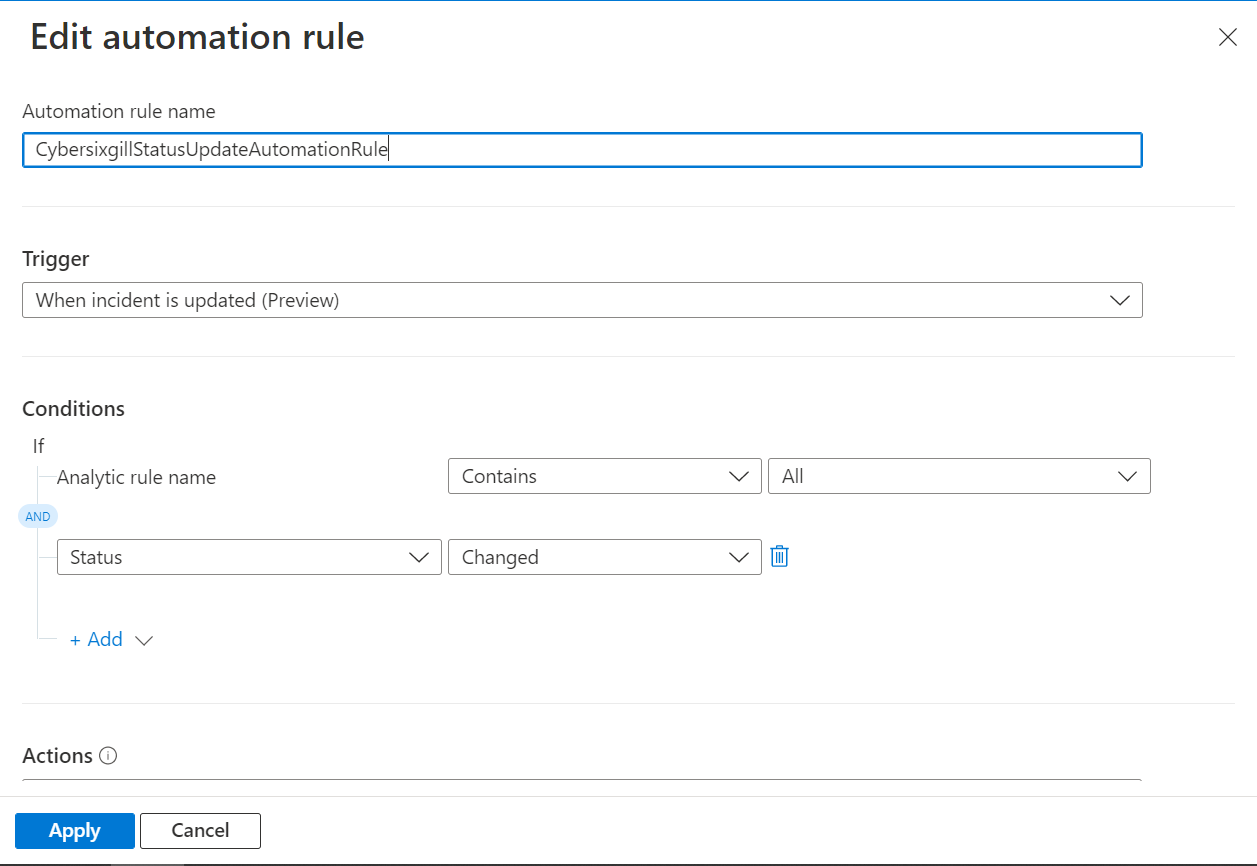 Edit automation rule
Automation rule name
CybersixgillStatusUpdateAutomationRule
Trigger
When incident is updated (Preview)
Conditions
If
Analytic rule name Contains All
AND
Status Changed
+ Add
Actions
Apply Cancel